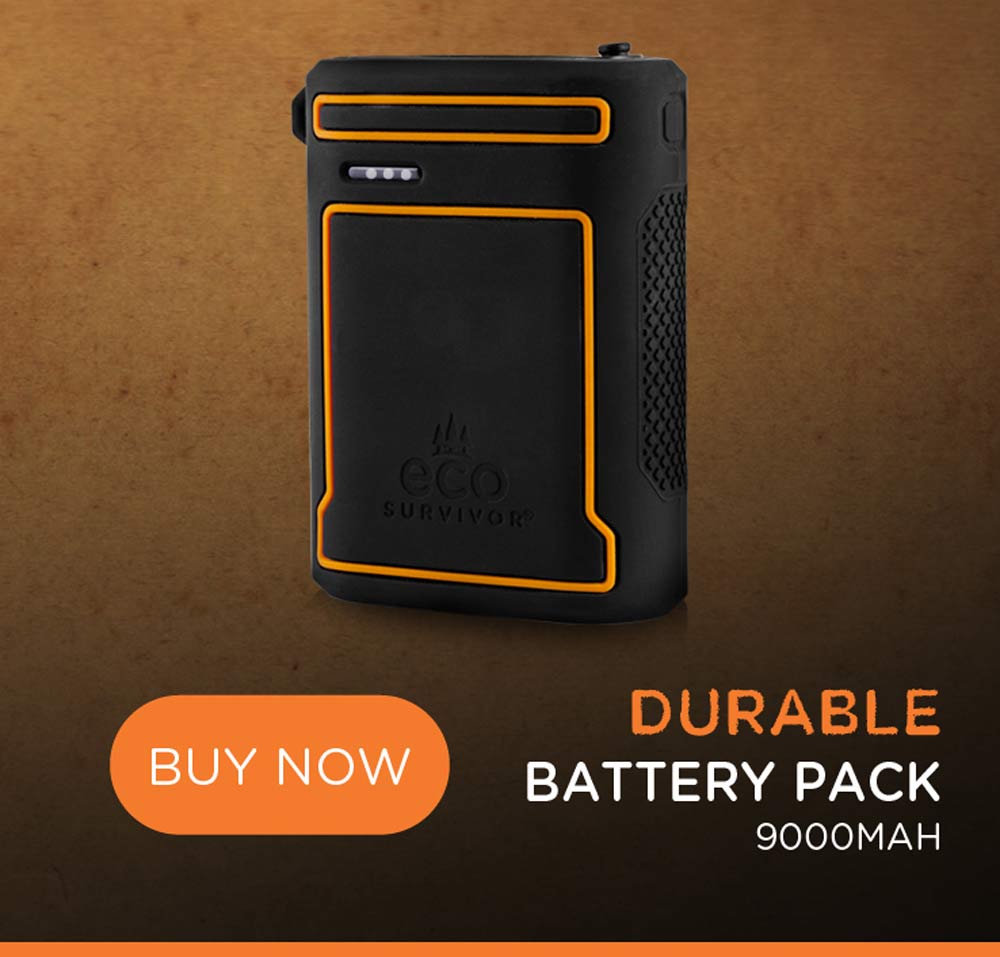 eco
SURVIVOR®
BUY NOW
DURABLE
BATTERY PACK
9000MAH